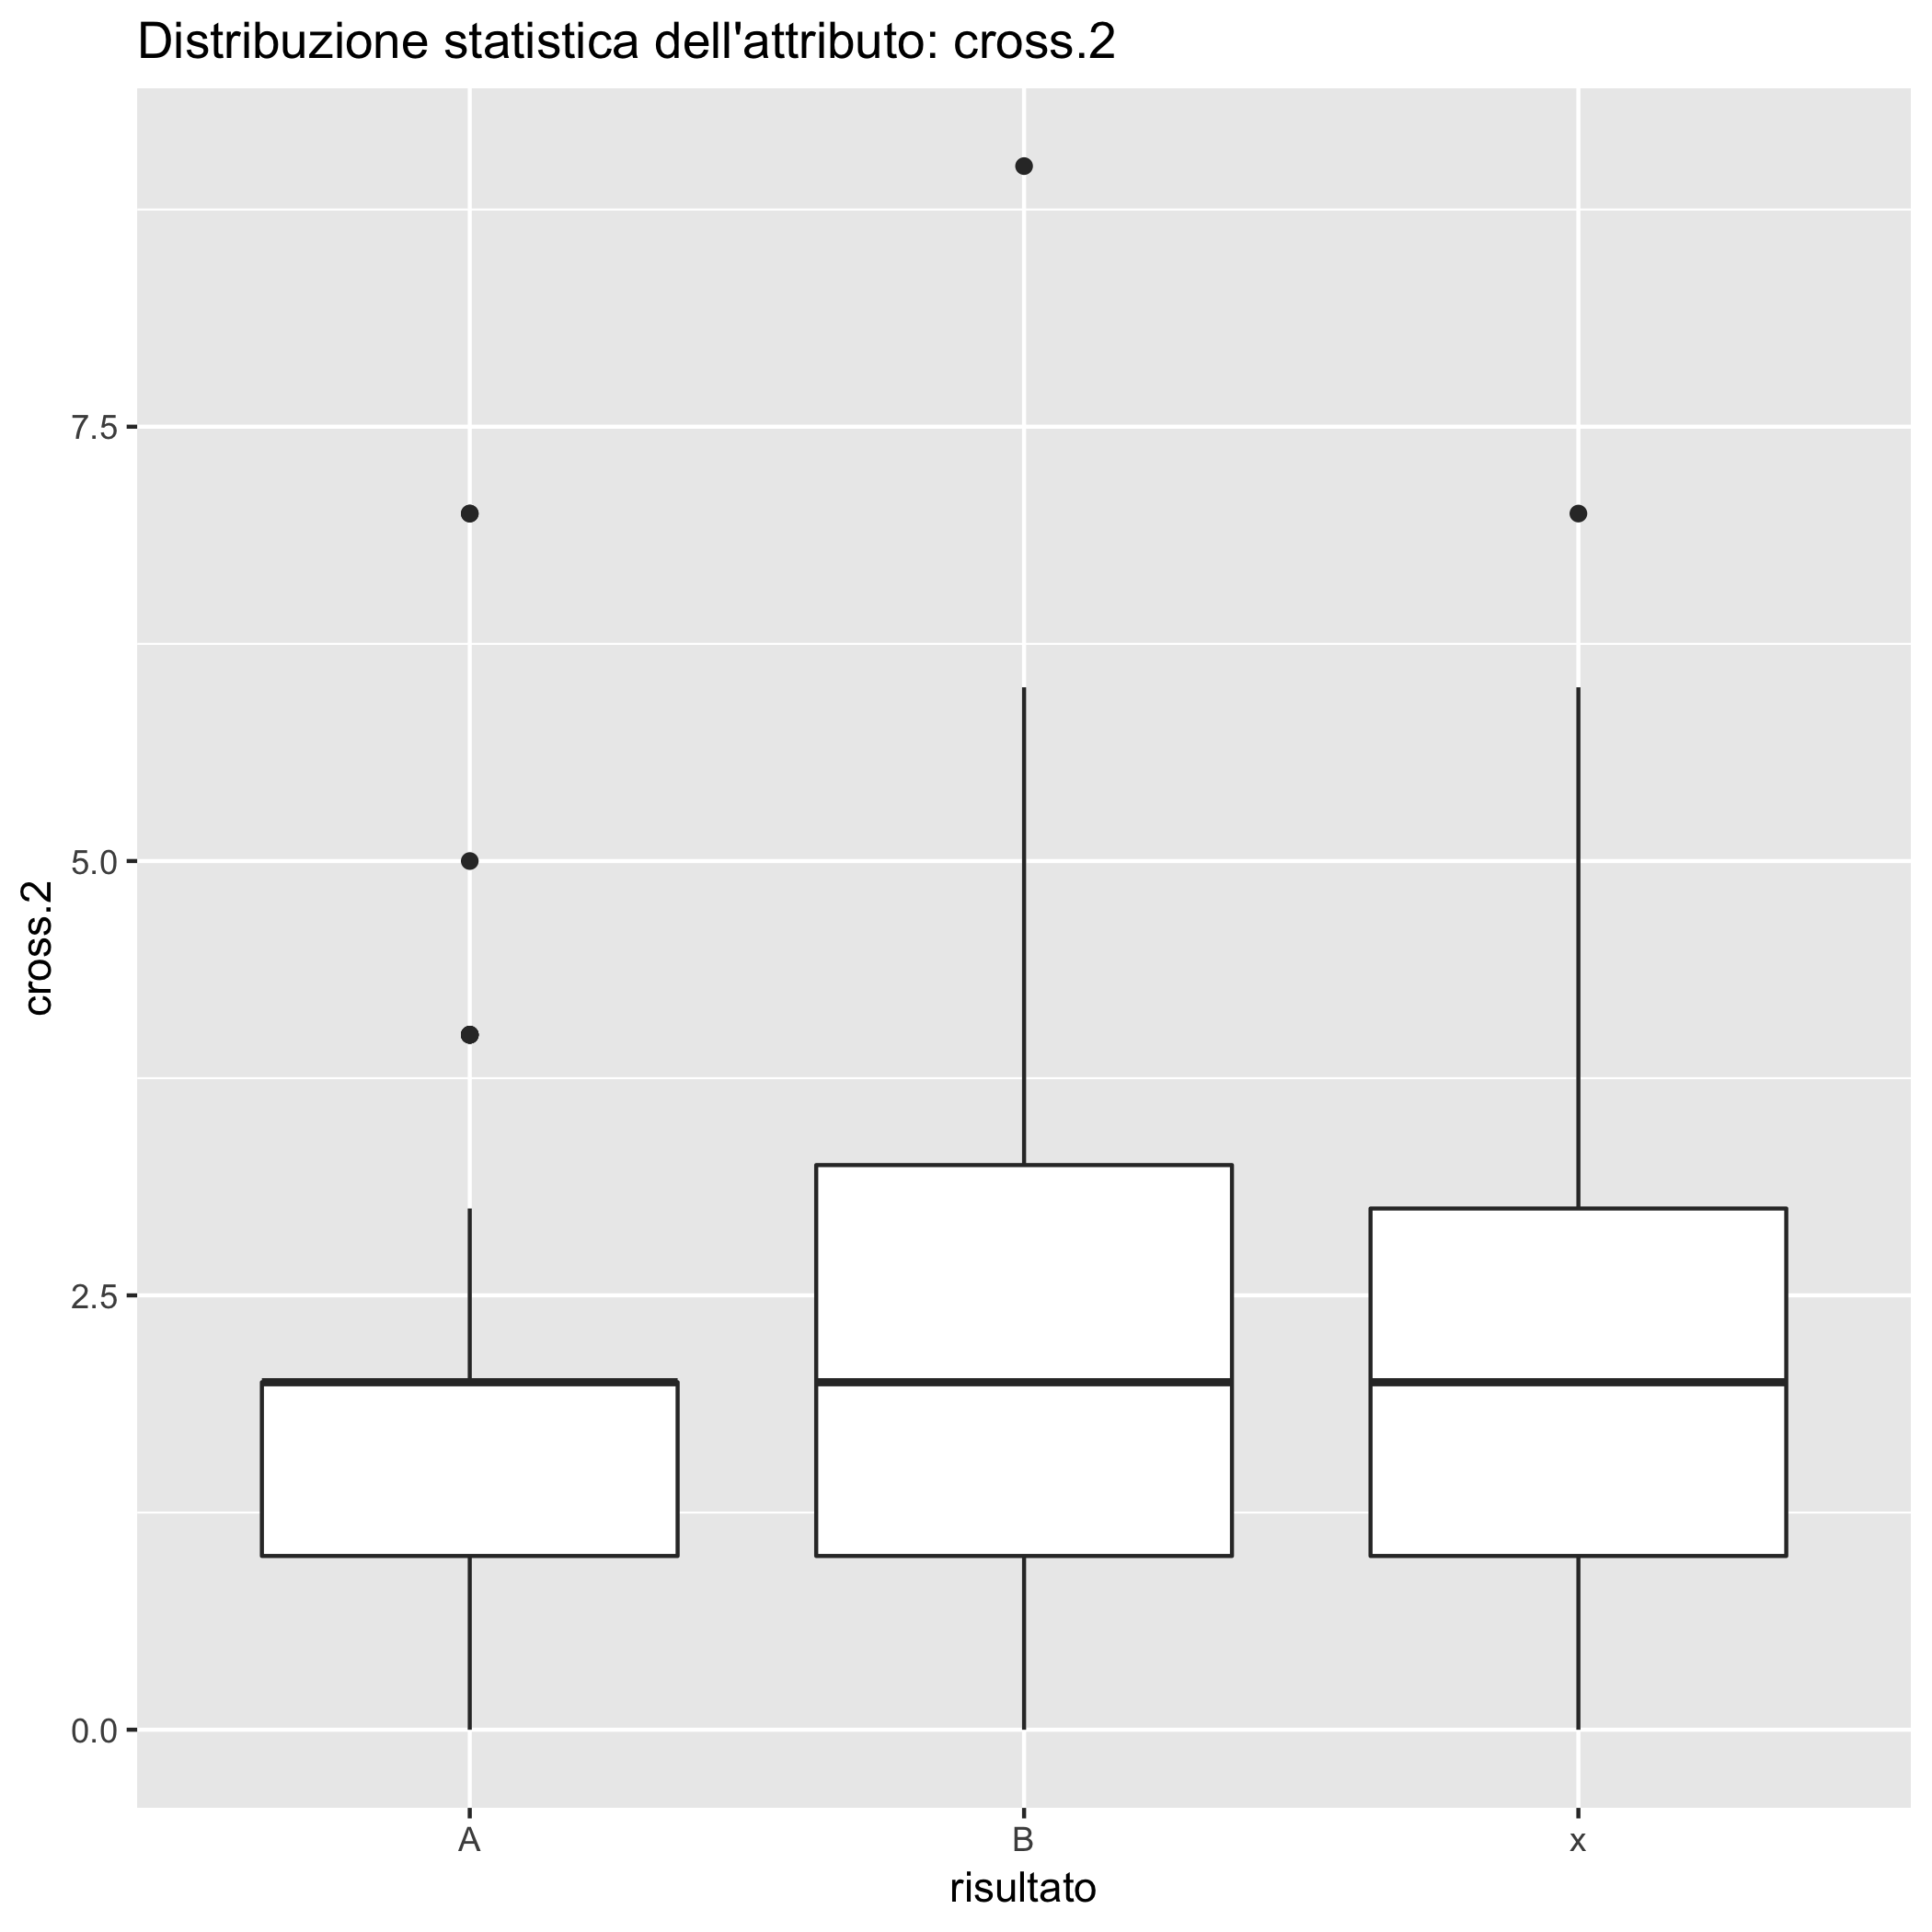 Distribuzione statistica dell'attributo: cross.2
cross.2
7.5
5.0
2.5
0.0
A
B
x
risultato